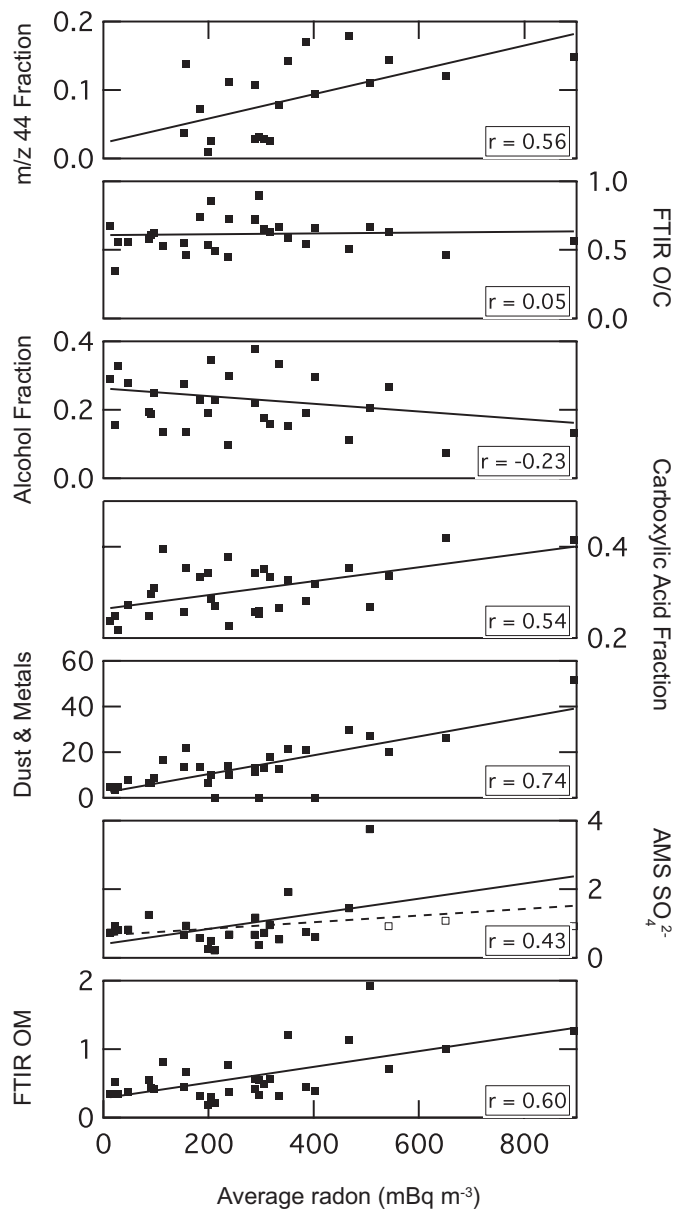 0.2
0.1
0.0
m/z 44 Fraction
r = 0.56
1.0
0.5
0.0
FTIR O/C
r = 0.05
0.4
0.2
0.0
Alcohol Fraction
r = -0.23
0.4
0.2
Carboxylic Acid Fraction
r = 0.54
60
40
20
0
Dust & Metals
r = 0.74
4
2
0
AMS SO₄²⁻
r = 0.43
2
1
0
FTIR OM
r = 0.60
0 200 400 600 800
Average radon (mBq m⁻³)